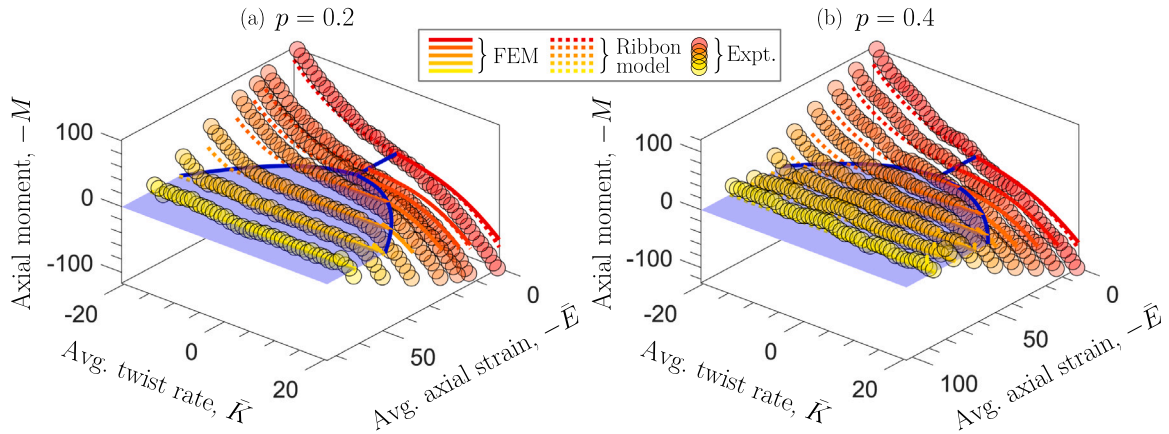 (a) p = 0.2
(b) p = 0.4
FEM
Ribbon
model
Expt.
Axial moment, −M
100
0
-100
-20
0
20
Avg. twist rate, K̄
0
50
Avg. axial strain, −Ē
Axial moment, −M
100
0
-100
-20
0
20
Avg. twist rate, K̄
0
50
100
Avg. axial strain, −Ē